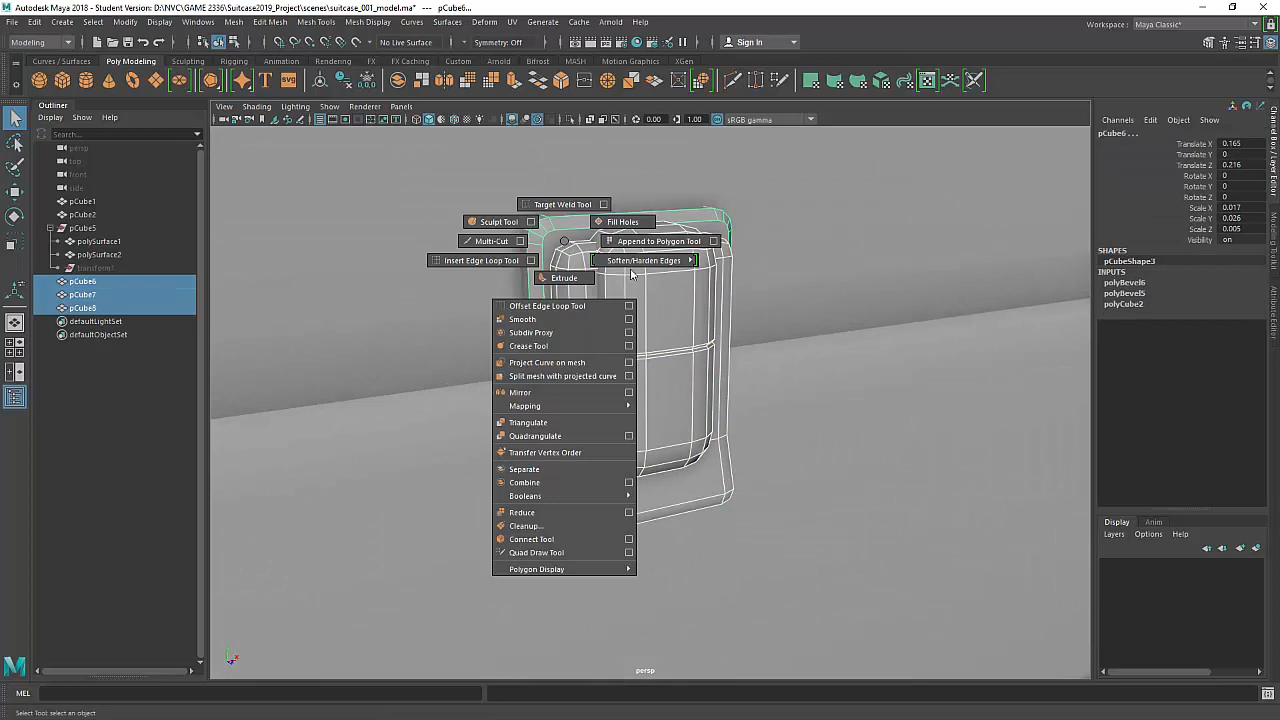 Autodesk Maya 2018 - Student Version: D:\NVC\GAME 2336\Suitcase2019_Project\scenes\suitcase_001_model.ma* --- pCube6...
File Edit Create Select Modify Display Windows Mesh Edit Mesh Mesh Tools Mesh Display Curves Surfaces Deform UV Generate Cache Arnold Help
Workspace : Maya Classic*
Modeling
No Live Surface
Symmetry: Off
Sign In
Curves / Surfaces Poly Modeling Sculpting Rigging Animation Rendering FX FX Caching Custom Arnold Bifrost MASH Motion Graphics XGen
Outliner
Display Show Help
Search...
persp
top
front
side
pCube1
pCube2
pCube5
polySurface1
polySurface2
transform1
pCube6
pCube7
pCube8
defaultLightSet
defaultObjectSet
View Shading Lighting Show Renderer Panels
0.00 1.00 sRGB gamma
Target Weld Tool
Sculpt Tool
Fill Holes
Multi-Cut
Append to Polygon Tool
Insert Edge Loop Tool
Soften/Harden Edges
Extrude
Offset Edge Loop Tool
Smooth
Subdiv Proxy
Crease Tool
Project Curve on mesh
Split mesh with projected curve
Mirror
Mapping
Triangulate
Quadrangulate
Transfer Vertex Order
Separate
Combine
Booleans
Reduce
Cleanup...
Connect Tool
Quad Draw Tool
Polygon Display
persp
Channels Edit Object Show
pCube6 ...
Translate X 0.165
Translate Y 0
Translate Z 0.216
Rotate X 0
Rotate Y 0
Rotate Z 0
Scale X 0.017
Scale Y 0.026
Scale Z 0.005
Visibility on
SHAPES
pCubeShape3
INPUTS
polyBevel6
polyBevel5
polyCube2
Display Anim
Layers Options Help
Channel Box / Layer Editor
Modeling Toolkit
Attribute Editor
MEL
Select Tool: select an object